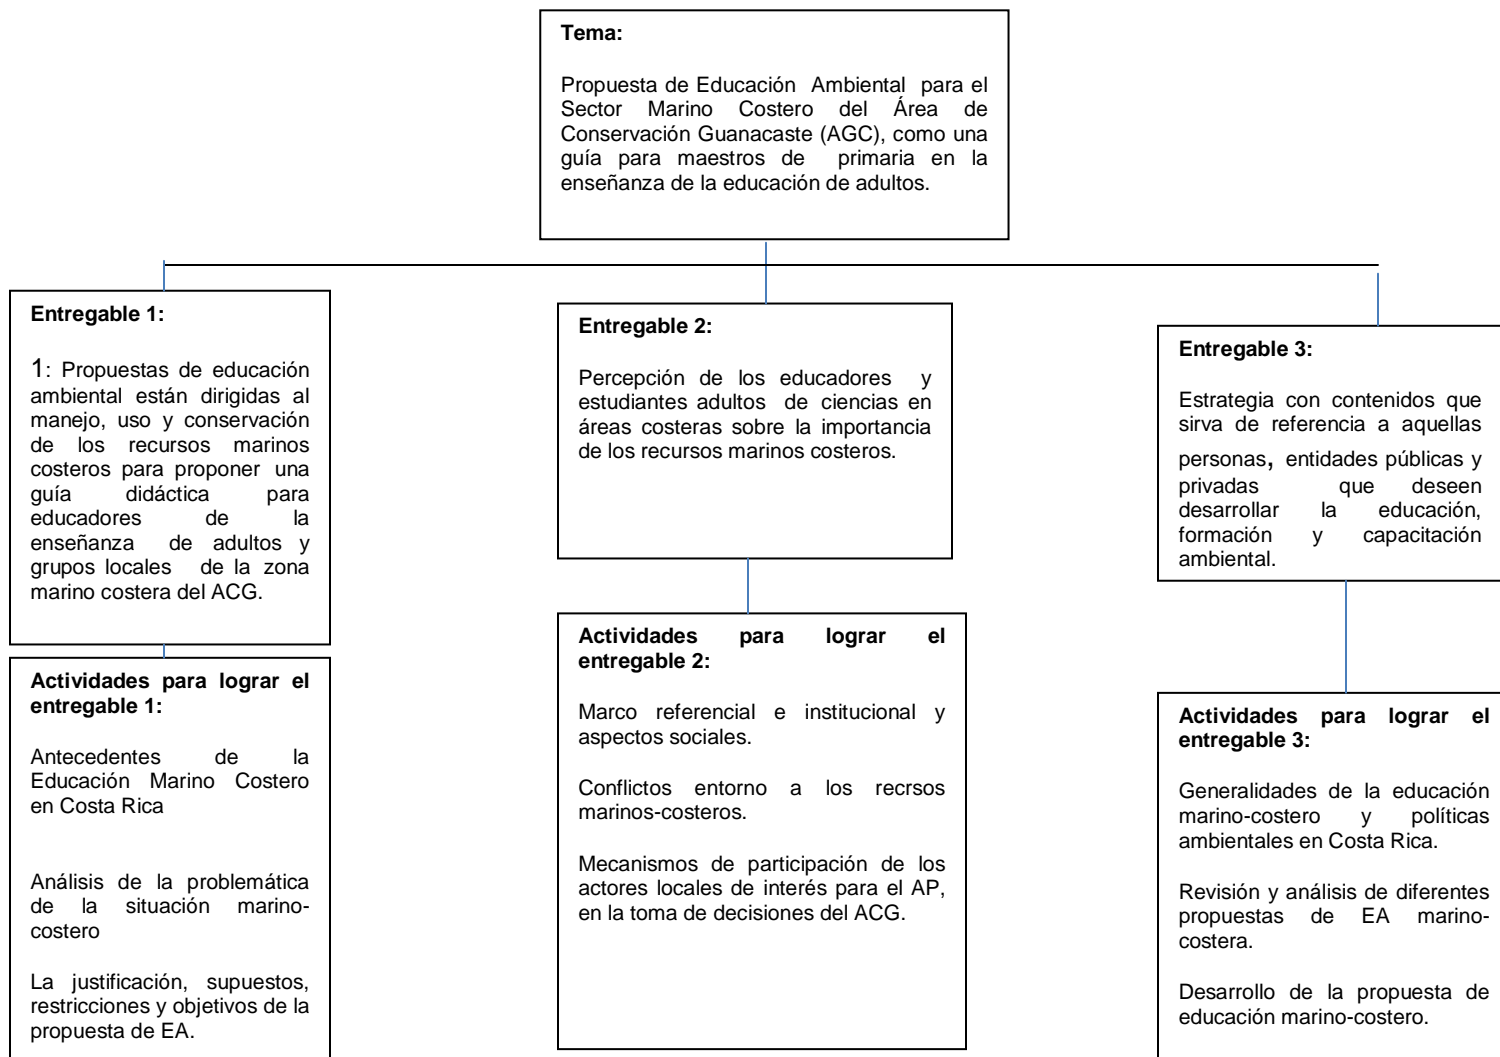 Tema:
Propuesta de Educación Ambiental para el
Sector Marino Costero del Área de
Conservación Guanacaste (AGC), como una
guía para maestros de primaria en la
enseñanza de la educación de adultos.
Entregable 1:
1: Propuestas de educación
ambiental están dirigidas al
manejo, uso y conservación
de los recursos marinos
costeros para proponer una
guía didáctica para
educadores de la
enseñanza de adultos y
grupos locales de la zona
marino costera del ACG.
Actividades para lograr el
entregable 1:
Antecedentes de la
Educación Marino Costero
en Costa Rica
Análisis de la problemática
de la situación marino-
costero
La justificación, supuestos,
restricciones y objetivos de la
propuesta de EA.
Entregable 2:
Percepción de los educadores y
estudiantes adultos de ciencias en
áreas costeras sobre la importancia
de los recursos marinos costeros.
Actividades para lograr el
entregable 2:
Marco referencial e institucional y
aspectos sociales.
Conflictos entorno a los recrsos
marinos-costeros.
Mecanismos de participación de los
actores locales de interés para el AP,
en la toma de decisiones del ACG.
Entregable 3:
Estrategia con contenidos que
sirva de referencia a aquellas
personas, entidades públicas y
privadas que deseen
desarrollar la educación,
formación y capacitación
ambiental.
Actividades para lograr el
entregable 3:
Generalidades de la educación
marino-costero y políticas
ambientales en Costa Rica.
Revisión y análisis de diferentes
propuestas de EA marino-
costera.
Desarrollo de la propuesta de
educación marino-costero.